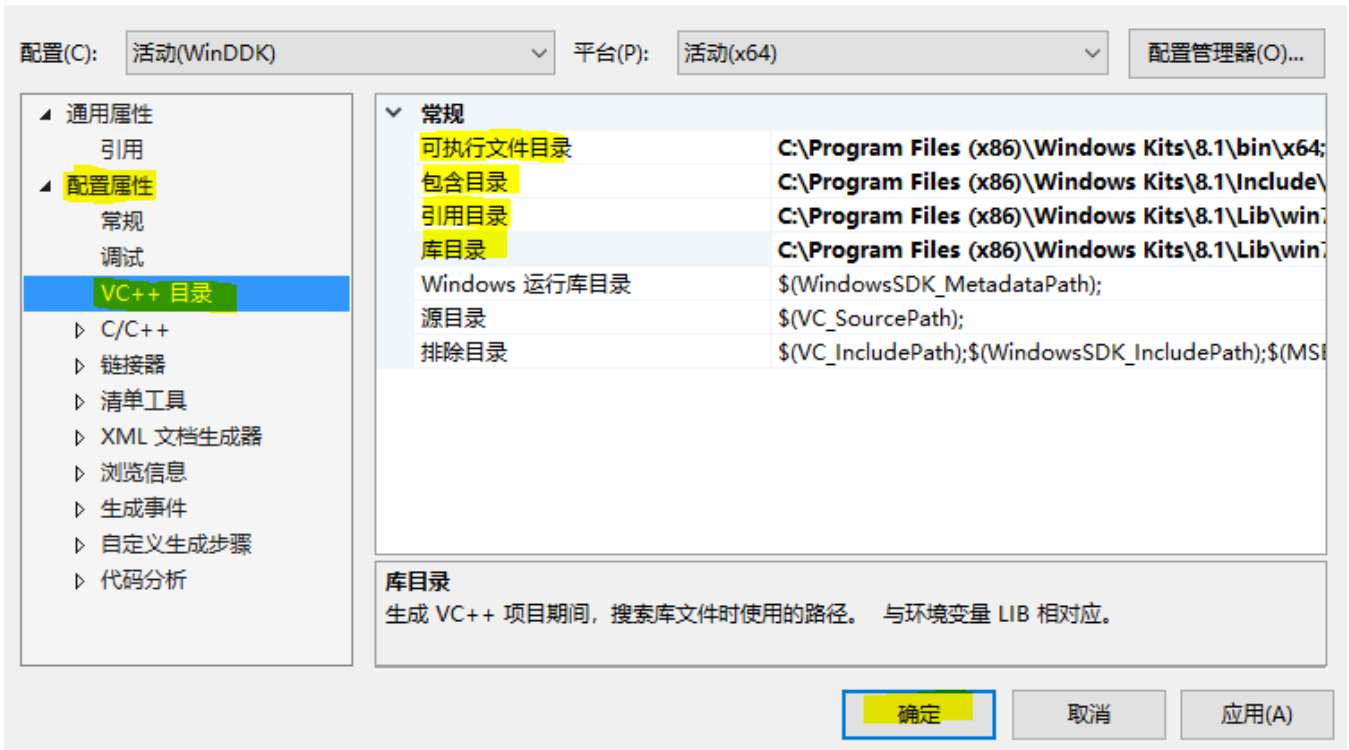 配置(C):
活动(WinDDK)
平台(P):
活动(x64)
配置管理器(O)...
通用属性
引用
配置属性
常规
调试
VC++ 目录
C/C++
链接器
清单工具
XML 文档生成器
浏览信息
生成事件
自定义生成步骤
代码分析
常规
可执行文件目录 C:\Program Files (x86)\Windows Kits\8.1\bin\x64;
包含目录 C:\Program Files (x86)\Windows Kits\8.1\Include\
引用目录 C:\Program Files (x86)\Windows Kits\8.1\Lib\win7
库目录 C:\Program Files (x86)\Windows Kits\8.1\Lib\win7
Windows 运行库目录 $(WindowsSDK_MetadataPath);
源目录 $(VC_SourcePath);
排除目录 $(VC_IncludePath);$(WindowsSDK_IncludePath);$(MSB
库目录
生成 VC++ 项目期间，搜索库文件时使用的路径。 与环境变量 LIB 相对应。
确定
取消
应用(A)